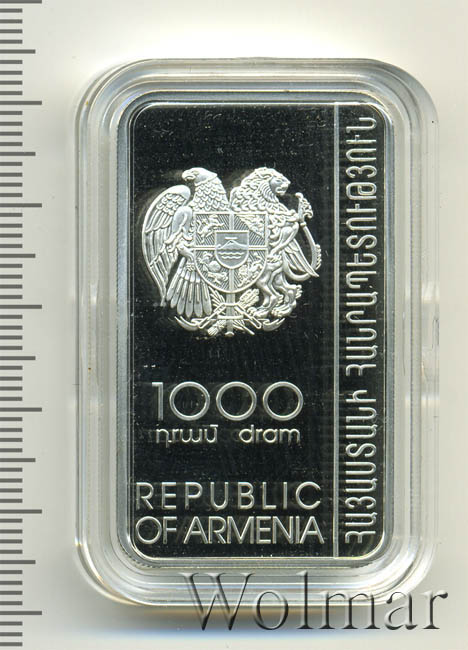 1000
դրամ dram
REPUBLIC
OF ARMENIA
ՀԱՅԱՍՏԱՆԻ ՀԱՆՐԱՊԵՏՈՒԹՅՈՒՆ
Wolmar